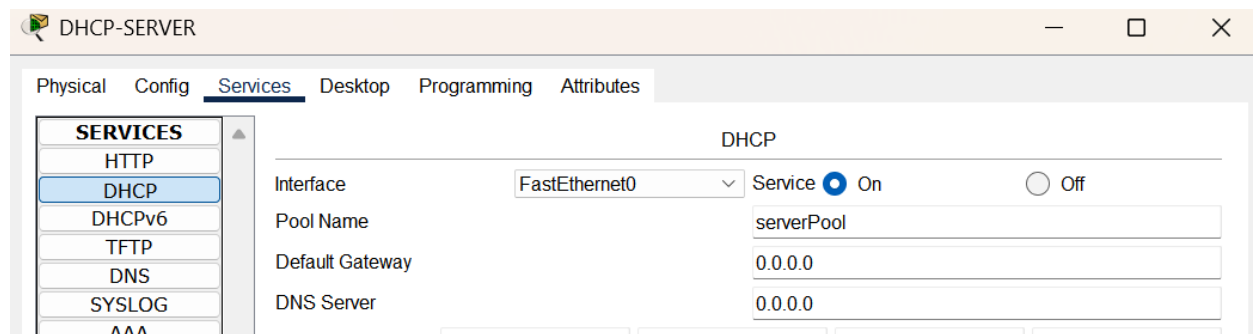 DHCP-SERVER
Physical Config Services Desktop Programming Attributes
SERVICES
HTTP
DHCP
DHCPv6
TFTP
DNS
SYSLOG
AAA
DHCP
Interface FastEthernet0 Service On Off
Pool Name serverPool
Default Gateway 0.0.0.0
DNS Server 0.0.0.0